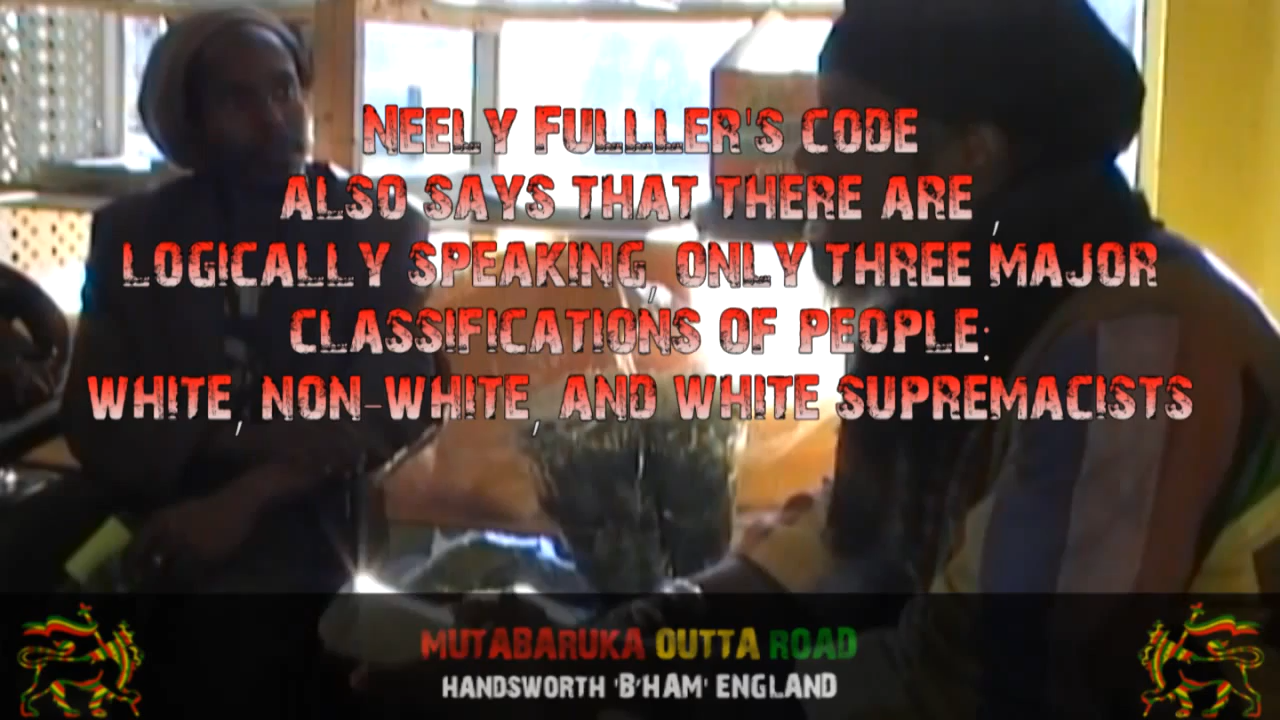 NEELY FULLLER'S CODE
ALSO SAYS THAT THERE ARE ,
LOGICALLY SPEAKING, ONLY THREE MAJOR
CLASSIFICATIONS OF PEOPLE:
WHITE, NON-WHITE, AND WHITE SUPREMACISTS
MUTABARUKA OUTTA ROAD
HANDSWORTH 'B'HAM' ENGLAND